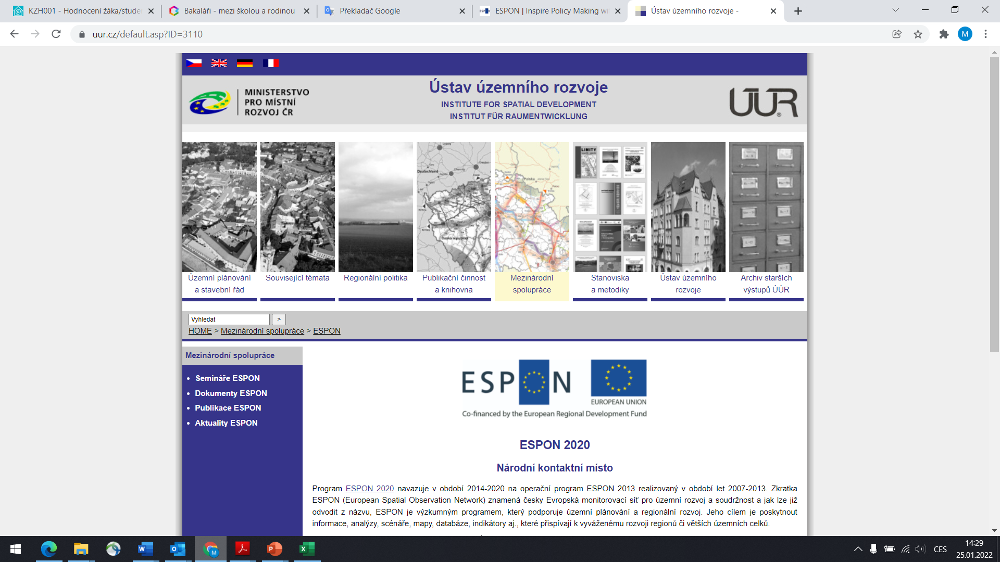 KZH001 - Hodnocení žáka/stude
Bakaláři - mezi školou a rodinou
Překladač Google
ESPON | Inspire Policy Making wi
Ústav územního rozvoje -
uur.cz/default.asp?ID=3110
M
MINISTERSTVO
PRO MÍSTNÍ
ROZVOJ ČR
Ústav územního rozvoje
INSTITUTE FOR SPATIAL DEVELOPMENT
INSTITUT FÜR RAUMENTWICKLUNG
ÚÚR
Deutschland
Česká republika
Polska
LIMITY
Územní plánování
a stavební řád
Související témata
Regionální politika
Publikační činnost
a knihovna
Mezinárodní
spolupráce
Stanoviska
a metodiky
Ústav územního
rozvoje
Archiv starších
výstupů ÚÚR
Vyhledat >
HOME > Mezinárodní spolupráce > ESPON
Mezinárodní spolupráce
Semináře ESPON
Dokumenty ESPON
Publikace ESPON
Aktuality ESPON
ESPON
EUROPEAN UNION
Co-financed by the European Regional Development Fund
ESPON 2020
Národní kontaktní místo
Program ESPON 2020 navazuje v období 2014-2020 na operační program ESPON 2013 realizovaný v období let 2007-2013. Zkratka
ESPON (European Spatial Observation Network) znamená česky Evropská monitorovací síť pro územní rozvoj a soudržnost a jak lze již
odvodit z názvu, ESPON je výzkumným programem, který podporuje územní plánování a regionální rozvoj. Jeho cílem je poskytnout
informace, analýzy, scénáře, mapy, databáze, indikátory aj., které přispívají k vyváženému rozvoji regionů či větších územních celků.
CES
14:29
25.01.2022